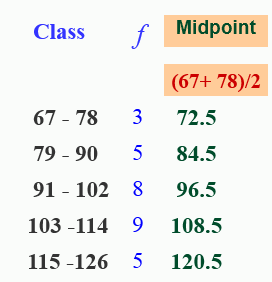 Class f Midpoint
(67+ 78)/2
67 - 78 3 72.5
79 - 90 5 84.5
91 - 102 8 96.5
103 -114 9 108.5
115 -126 5 120.5